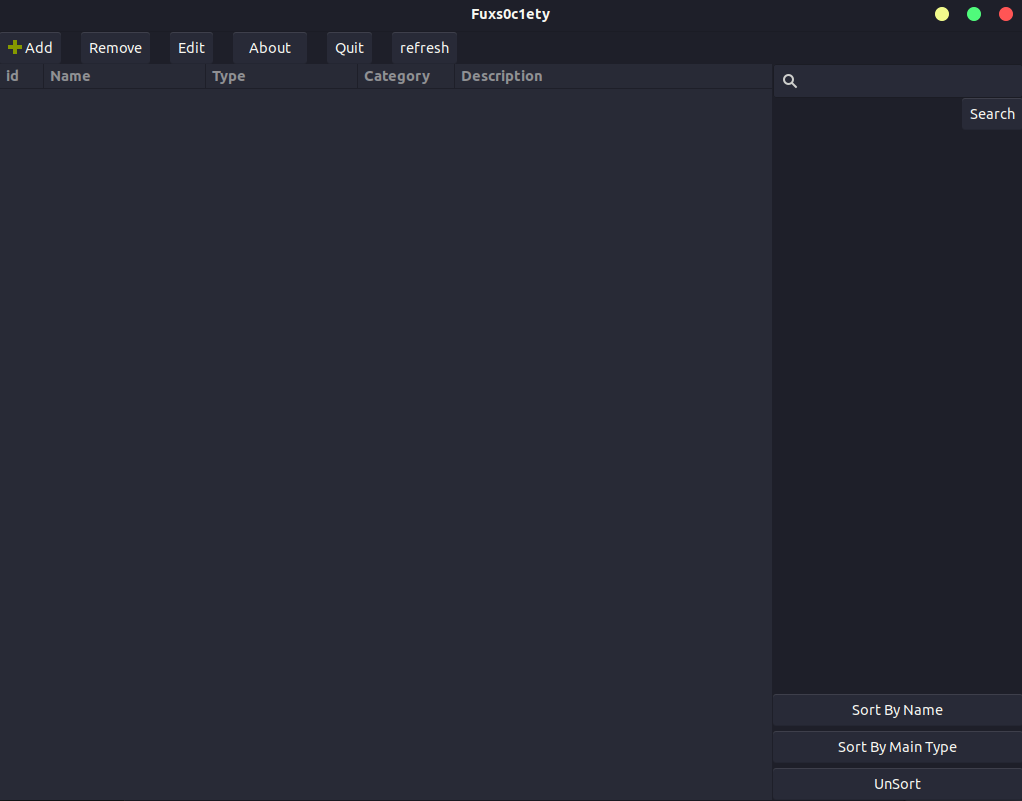 Fuxs0c1ety
Add Remove Edit About Quit refresh
id Name Type Category Description
Search
Sort By Name
Sort By Main Type
UnSort